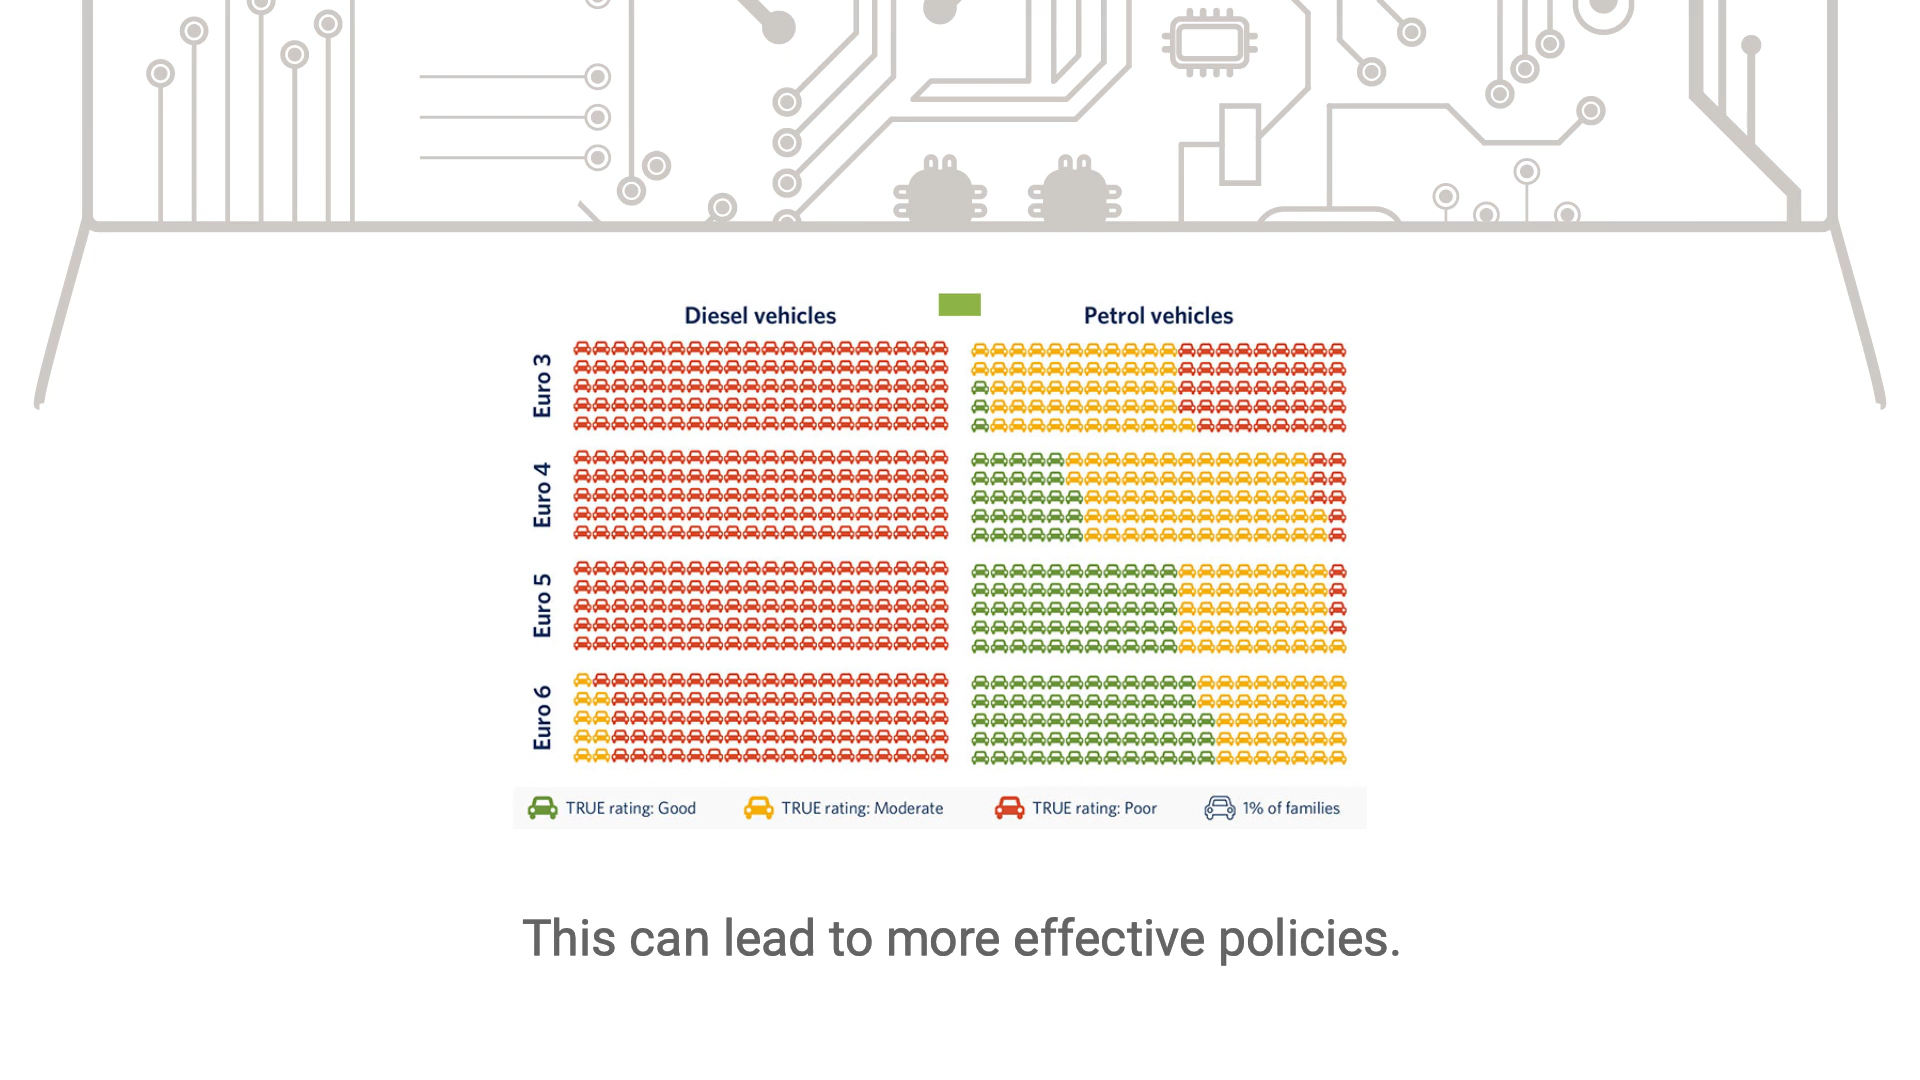 Diesel vehicles
Petrol vehicles
Euro 3
Euro 4
Euro 5
Euro 6
TRUE rating: Good
TRUE rating: Moderate
TRUE rating: Poor
1% of families
This can lead to more effective policies.